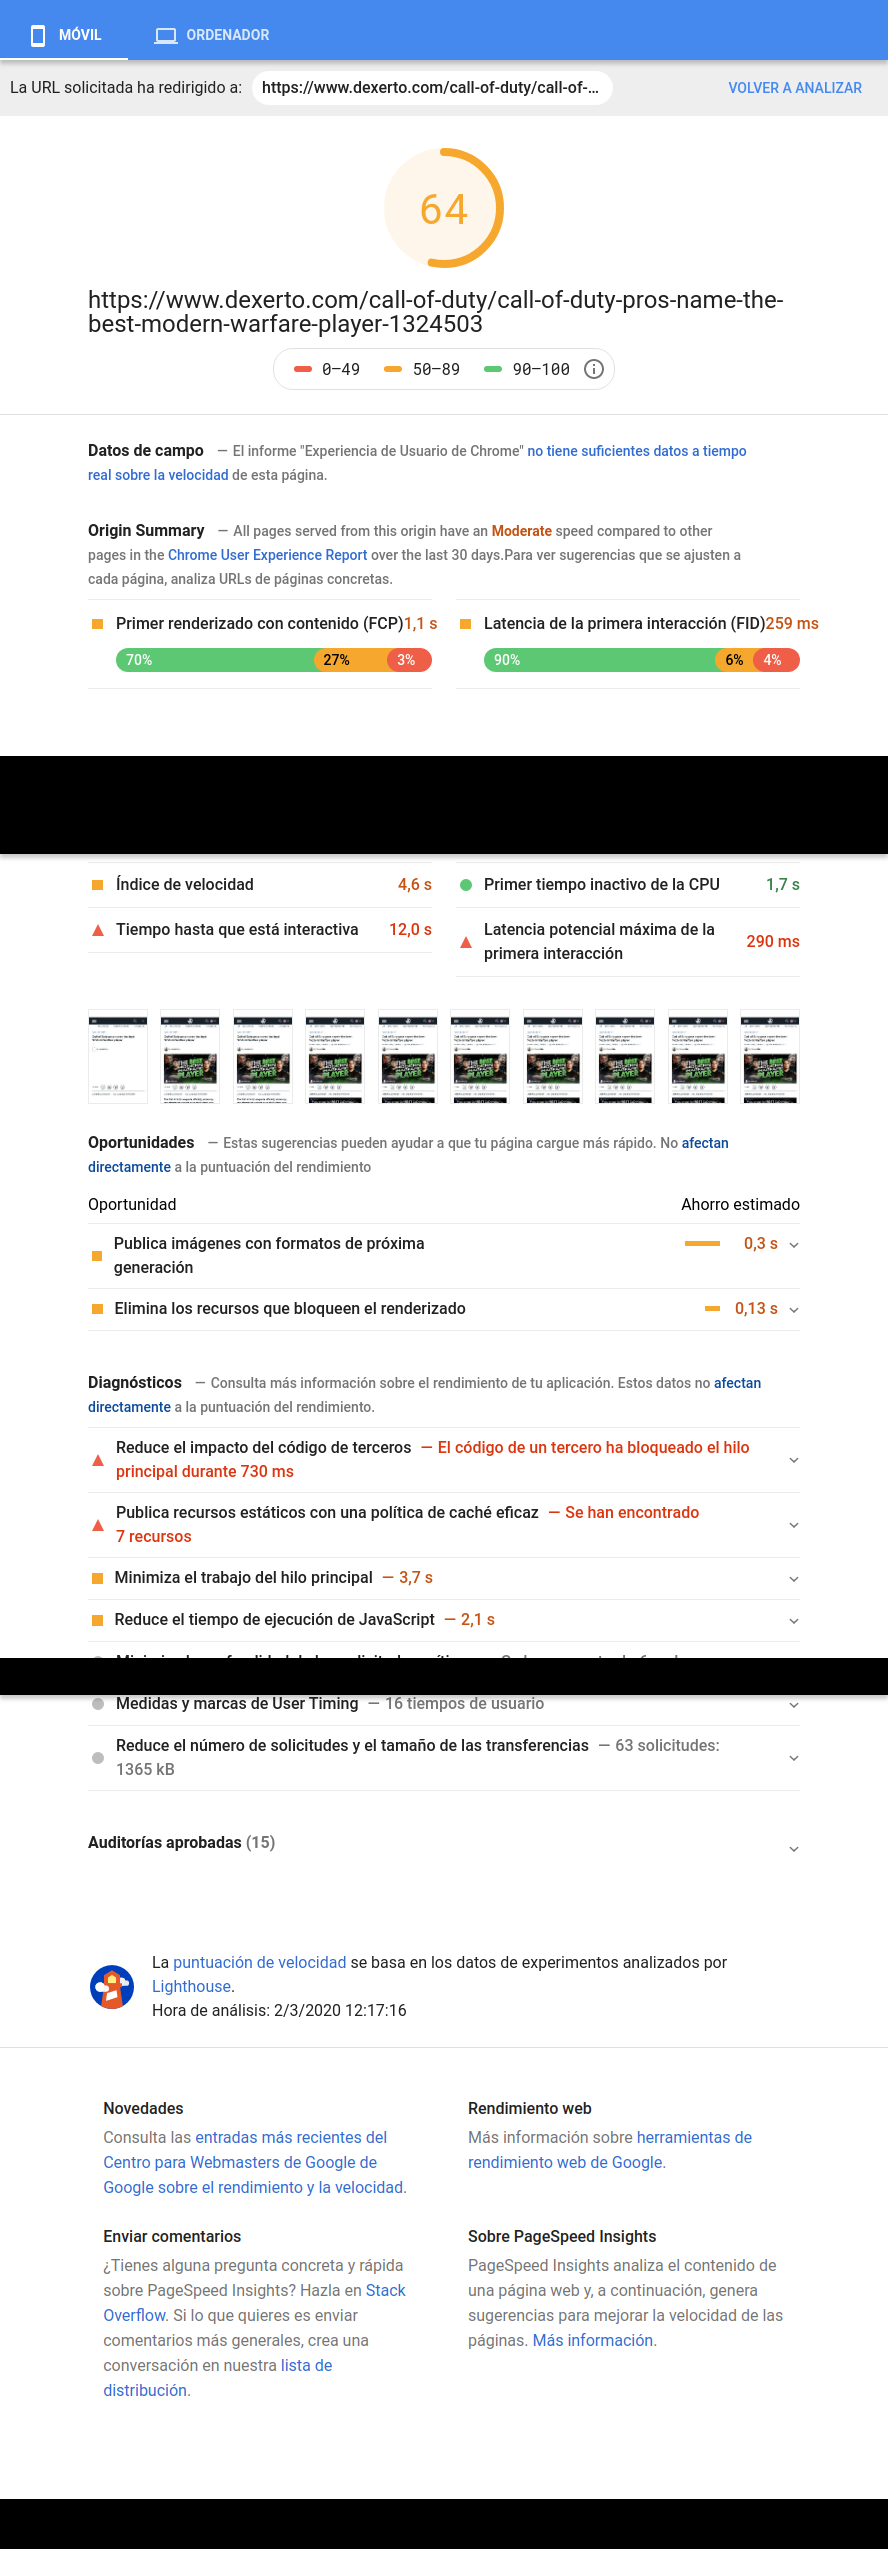 MÓVIL
ORDENADOR
La URL solicitada ha redirigido a:
https://www.dexerto.com/call-of-duty/call-of-...
VOLVER A ANALIZAR
64
https://www.dexerto.com/call-of-duty/call-of-duty-pros-name-the-
best-modern-warfare-player-1324503
0–49
50–89
90–100
Datos de campo — El informe "Experiencia de Usuario de Chrome" no tiene suficientes datos a tiempo
real sobre la velocidad de esta página.
Origin Summary — All pages served from this origin have an Moderate speed compared to other
pages in the Chrome User Experience Report over the last 30 days.Para ver sugerencias que se ajusten a
cada página, analiza URLs de páginas concretas.
Primer renderizado con contenido (FCP)1,1 s
70%
27%
3%
Latencia de la primera interacción (FID)259 ms
90%
6%
4%
Índice de velocidad 4,6 s
Primer tiempo inactivo de la CPU 1,7 s
Tiempo hasta que está interactiva 12,0 s
Latencia potencial máxima de la
primera interacción
290 ms
Oportunidades — Estas sugerencias pueden ayudar a que tu página cargue más rápido. No afectan
directamente a la puntuación del rendimiento
Oportunidad
Ahorro estimado
Publica imágenes con formatos de próxima
generación
0,3 s
Elimina los recursos que bloqueen el renderizado 0,13 s
Diagnósticos — Consulta más información sobre el rendimiento de tu aplicación. Estos datos no afectan
directamente a la puntuación del rendimiento.
Reduce el impacto del código de terceros — El código de un tercero ha bloqueado el hilo
principal durante 730 ms
Publica recursos estáticos con una política de caché eficaz — Se han encontrado
7 recursos
Minimiza el trabajo del hilo principal — 3,7 s
Reduce el tiempo de ejecución de JavaScript — 2,1 s
Medidas y marcas de User Timing — 16 tiempos de usuario
Reduce el número de solicitudes y el tamaño de las transferencias — 63 solicitudes:
1365 kB
Auditorías aprobadas (15)
La puntuación de velocidad se basa en los datos de experimentos analizados por
Lighthouse.
Hora de análisis: 2/3/2020 12:17:16
Novedades
Consulta las entradas más recientes del
Centro para Webmasters de Google de
Google sobre el rendimiento y la velocidad.
Rendimiento web
Más información sobre herramientas de
rendimiento web de Google.
Enviar comentarios
¿Tienes alguna pregunta concreta y rápida
sobre PageSpeed Insights? Hazla en Stack
Overflow. Si lo que quieres es enviar
comentarios más generales, crea una
conversación en nuestra lista de
distribución.
Sobre PageSpeed Insights
PageSpeed Insights analiza el contenido de
una página web y, a continuación, genera
sugerencias para mejorar la velocidad de las
páginas. Más información.